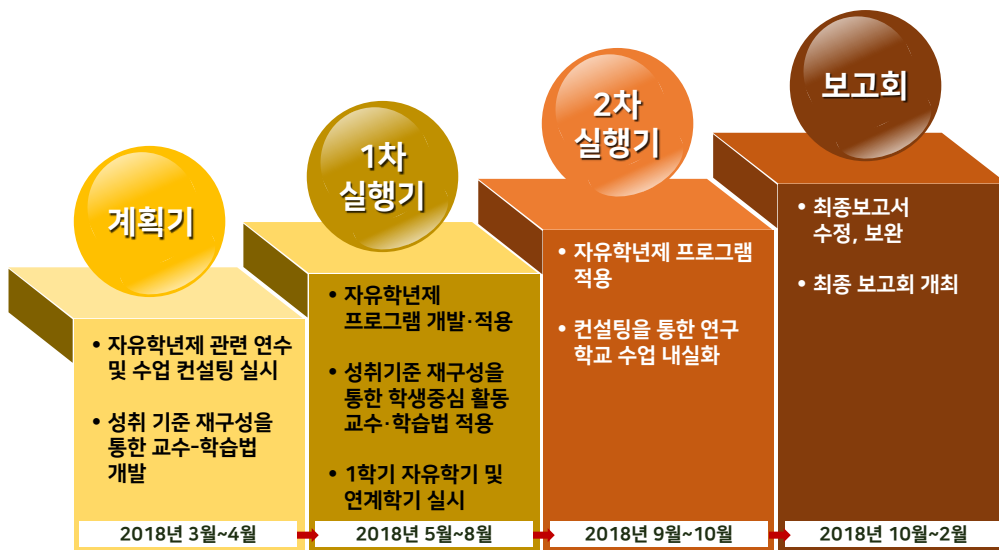 계획기
• 자유학년제 관련 연수
및 수업 컨설팅 실시
• 성취 기준 재구성을
통한 교수-학습법
개발
2018년 3월~4월
1차
실행기
• 자유학년제
프로그램 개발·적용
• 성취기준 재구성을
통한 학생중심 활동
교수·학습법 적용
• 1학기 자유학기 및
연계학기 실시
2018년 5월~8월
2차
실행기
• 자유학년제 프로그램
적용
• 컨설팅을 통한 연구
학교 수업 내실화
2018년 9월~10월
보고회
• 최종보고서
수정, 보완
• 최종 보고회 개최
2018년 10월~2월